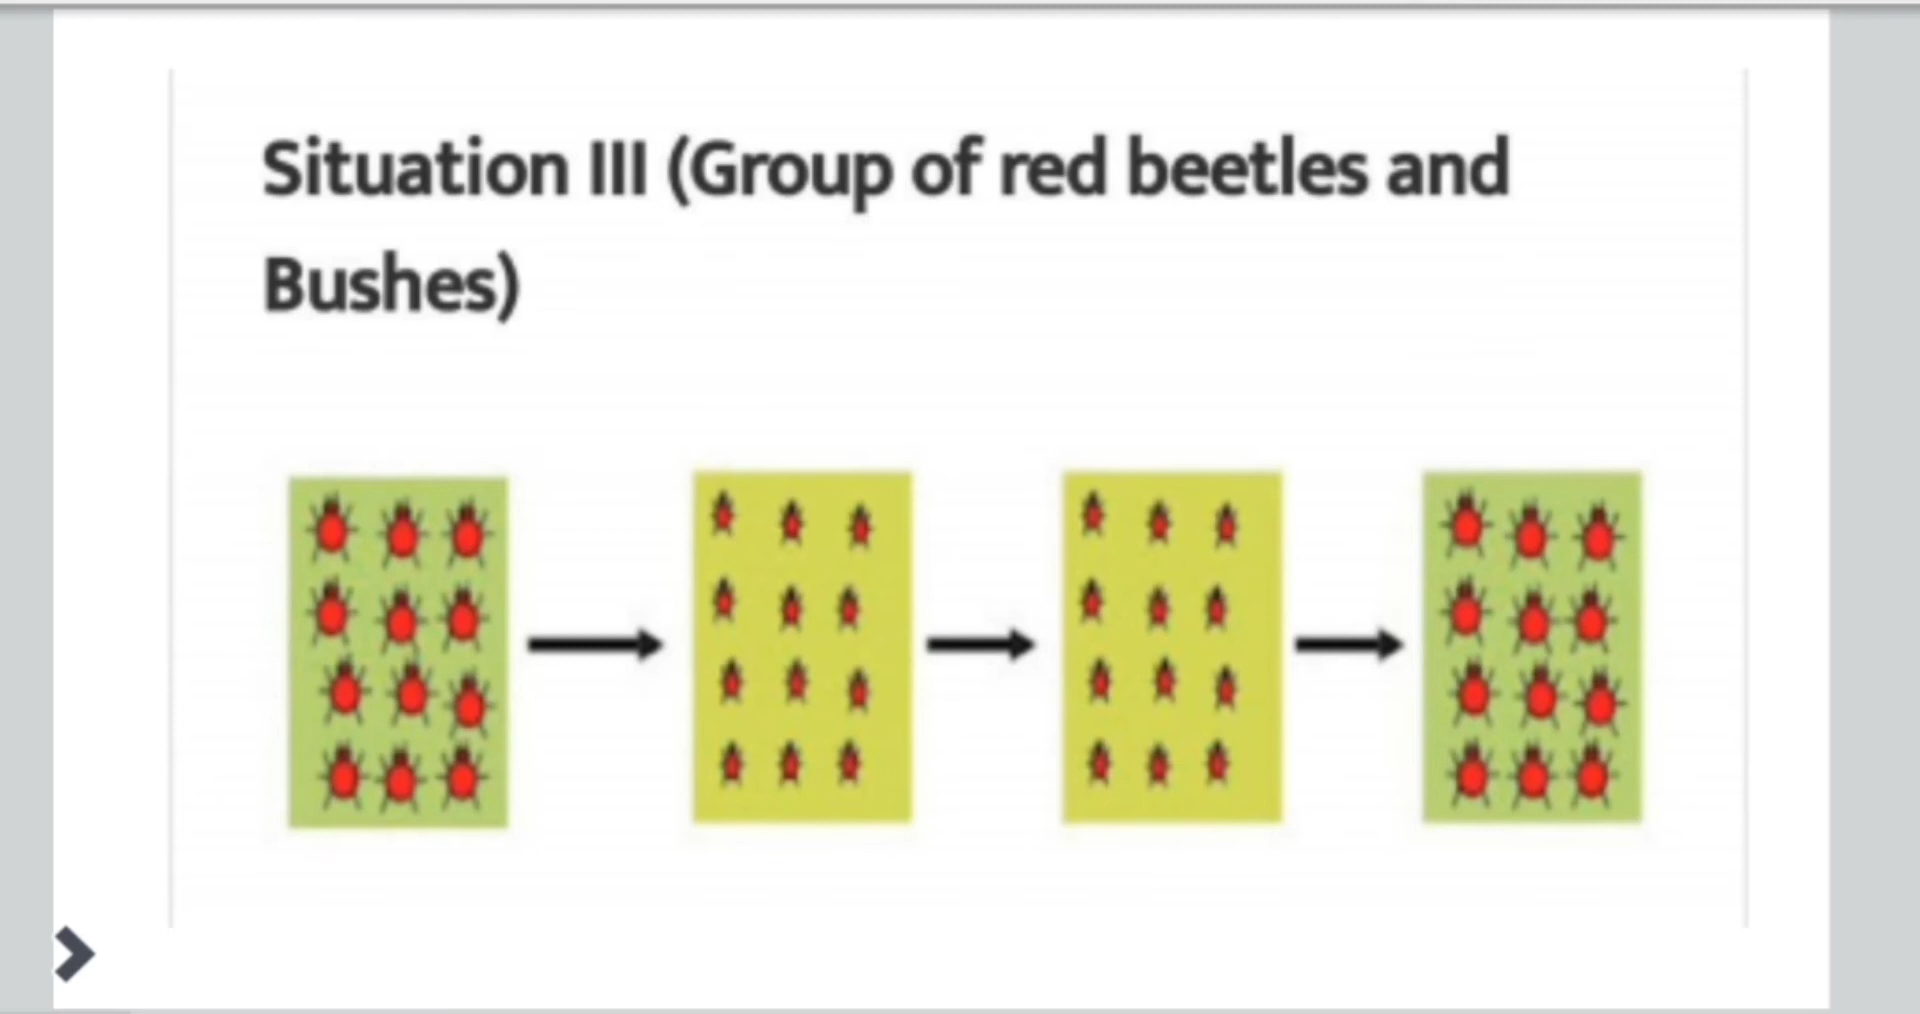 Situation III (Group of red beetles and
Bushes)